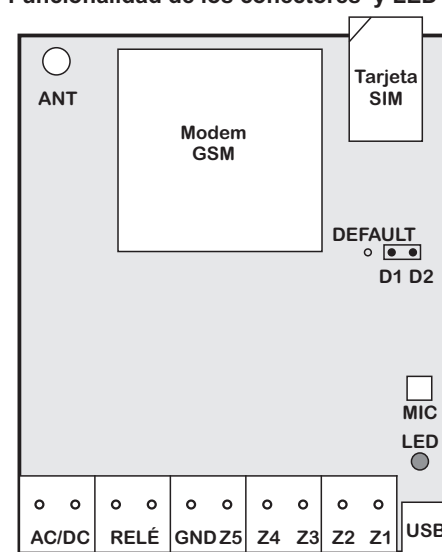 Funcionalidad de los conectores y LED
ANT
Tarjeta
SIM
Modem
GSM
DEFAULT
D1 D2
MIC
LED
AC/DC RELÉ GND Z5 Z4 Z3 Z2 Z1 USB